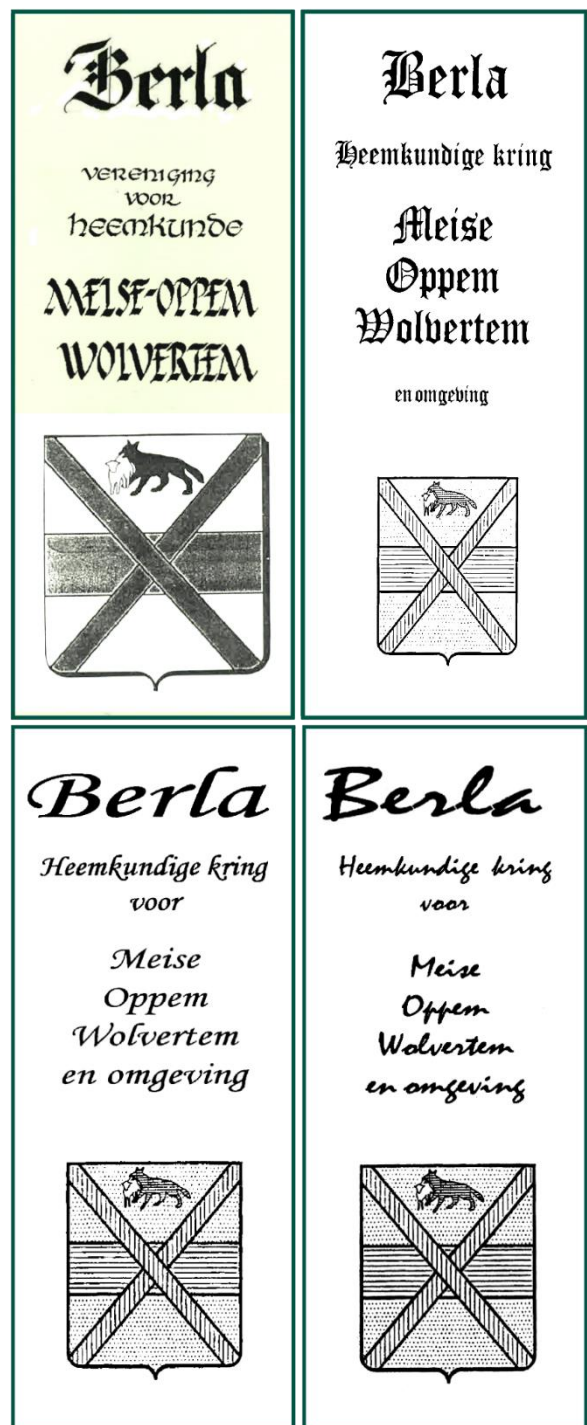 Berla
VERENIGING
VOOR
HEEMKUNDE
MEISE-OPPEM
WOLVERTEM
Berla
Heemkundige kring
Meise
Oppem
Wolvertem
en omgeving
Berla
Heemkundige kring
voor
Meise
Oppem
Wolvertem
en omgeving
Berla
Heemkundige kring
voor
Meise
Oppem
Wolvertem
en omgeving